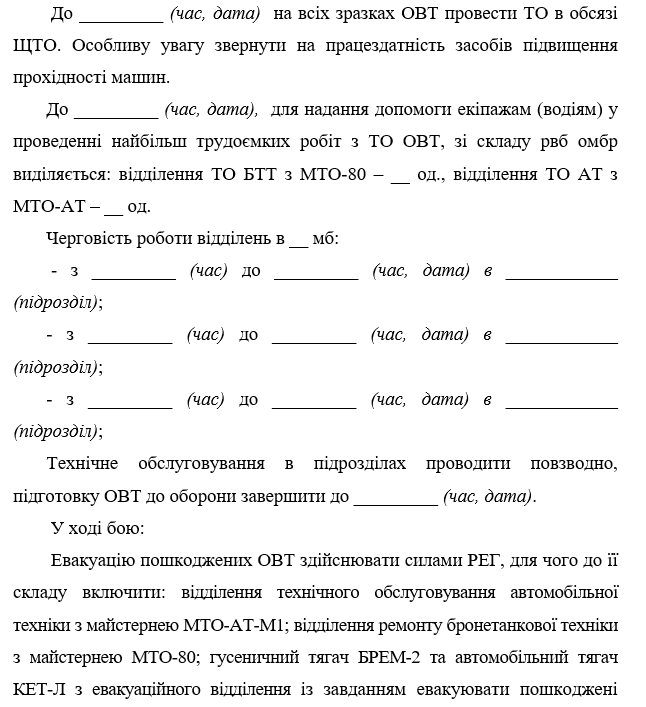 До _________ (час, дата) на всіх зразках ОВТ провести ТО в обсязі
ЩТО. Особливу увагу звернути на працездатність засобів підвищення
прохідності машин.
До _________ (час, дата), для надання допомоги екіпажам (водіям) у
проведенні найбільш трудоємких робіт з ТО ОВТ, зі складу рвб омбр
виділяється: відділення ТО БТТ з МТО-80 – __ од., відділення ТО АТ з
МТО-АТ – __ од.
Черговість роботи відділень в __ мб:
- з _________ (час) до _________ (час, дата) в ____________
(підрозділ);
- з _________ (час) до _________ (час, дата) в ____________
(підрозділ);
- з _________ (час) до _________ (час, дата) в ____________
(підрозділ);
Технічне обслуговування в підрозділах проводити повзводно,
підготовку ОВТ до оборони завершити до _________ (час, дата).
У ході бою:
Евакуацію пошкоджених ОВТ здійснювати силами РЕГ, для чого до її
складу включити: відділення технічного обслуговування автомобільної
техніки з майстернею МТО-АТ-М1; відділення ремонту бронетанкової техніки
з майстернею МТО-80; гусеничний тягач БРЕМ-2 та автомобільний тягач
КЕТ-Л з евакуаційного відділення із завданням евакуювати пошкоджені